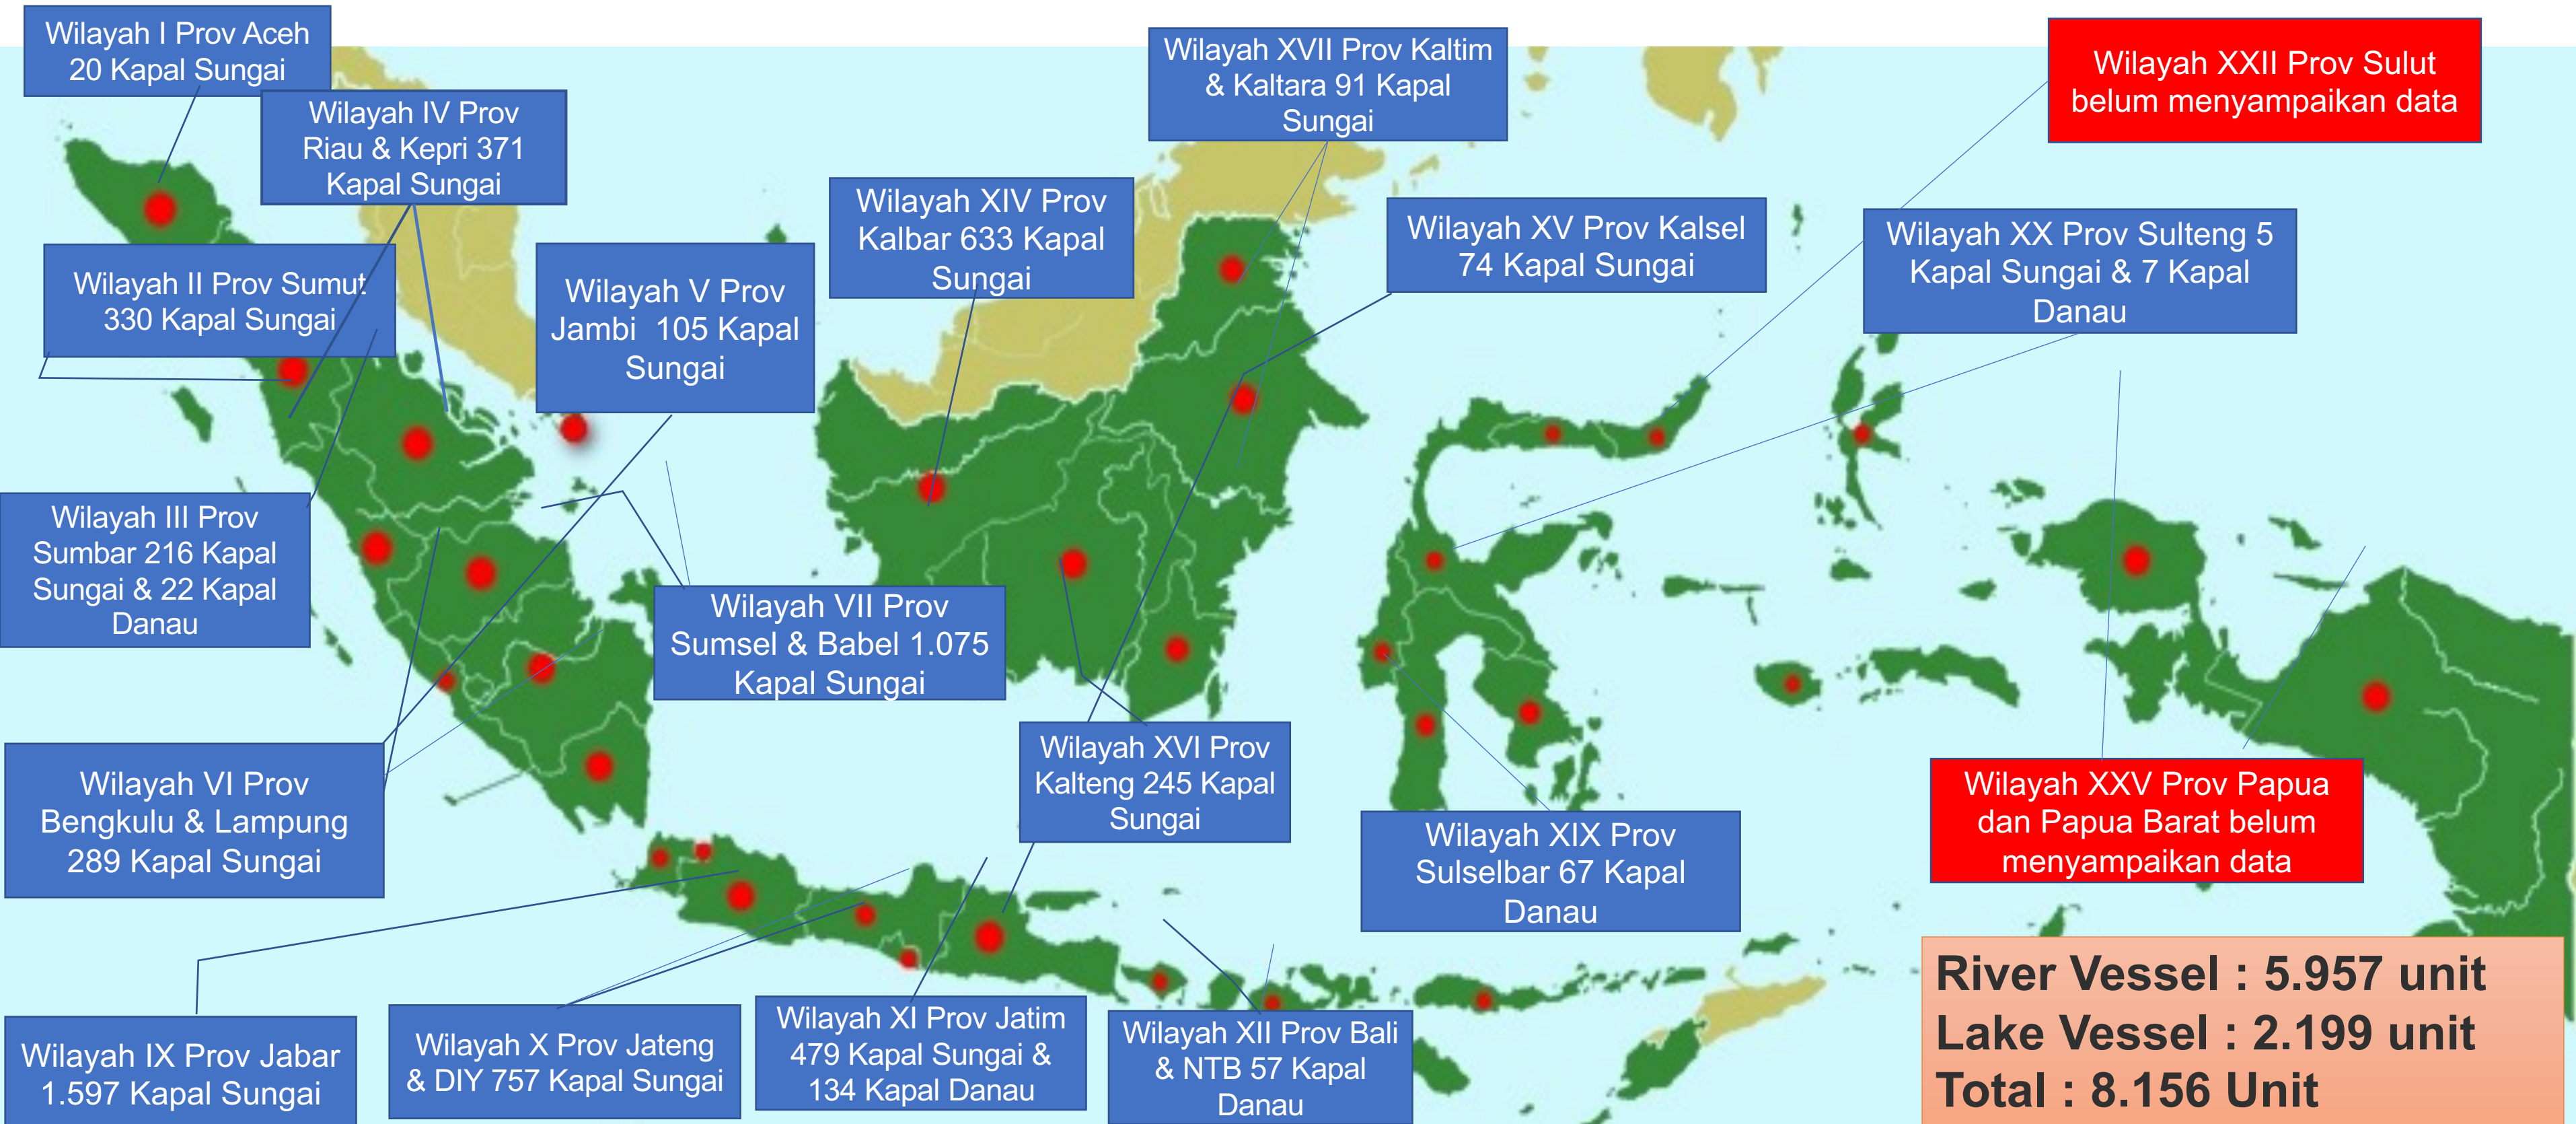 Wilayah I Prov Aceh
20 Kapal Sungai
Wilayah IV Prov
Riau & Kepri 371
Kapal Sungai
Wilayah XVII Prov Kaltim
& Kaltara 91 Kapal
Sungai
Wilayah XXII Prov Sulut
belum menyampaikan data
Wilayah II Prov Sumut
330 Kapal Sungai
Wilayah V Prov
Jambi 105 Kapal
Sungai
Wilayah XIV Prov
Kalbar 633 Kapal
Sungai
Wilayah XV Prov Kalsel
74 Kapal Sungai
Wilayah XX Prov Sulteng 5
Kapal Sungai & 7 Kapal
Danau
Wilayah III Prov
Sumbar 216 Kapal
Sungai & 22 Kapal
Danau
Wilayah VII Prov
Sumsel & Babel 1.075
Kapal Sungai
Wilayah VI Prov
Bengkulu & Lampung
289 Kapal Sungai
Wilayah XVI Prov
Kalteng 245 Kapal
Sungai
Wilayah XIX Prov
Sulselbar 67 Kapal
Danau
Wilayah XXV Prov Papua
dan Papua Barat belum
menyampaikan data
Wilayah IX Prov Jabar
1.597 Kapal Sungai
Wilayah X Prov Jateng
& DIY 757 Kapal Sungai
Wilayah XI Prov Jatim
479 Kapal Sungai &
134 Kapal Danau
Wilayah XII Prov Bali
& NTB 57 Kapal
Danau
River Vessel : 5.957 unit
Lake Vessel : 2.199 unit
Total : 8.156 Unit